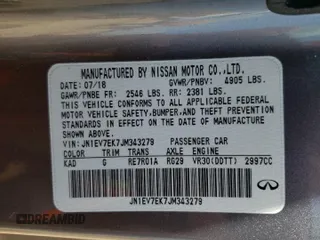 MANUFACTURED BY NISSAN MOTOR CO.,LTD.
DATE: 07/18 GVWR/PNBV: 4905 LBS.
GAWR/PNBE FR: 2546 LBS. RR: 2381 LBS.
THIS VEHICLE CONFORMS TO ALL APPLICABLE FEDERAL
MOTOR VEHICLE SAFETY,BUMPER,AND THEFT
PREVENTION STANDARDS IN EFFECT ON THE DATE OF
MANUFACTURE SHOWN ABOVE.
VIN: JN1EV7EK7JM343279 PASSENGER CAR
COLOR TRIM TRANS AXLE ENGINE
KAD G RE7R01A RG29 VR30(DDTT) 2997CC
JN1EV7EK7JM343279
INFINITI
© AUTOBIDMASTER